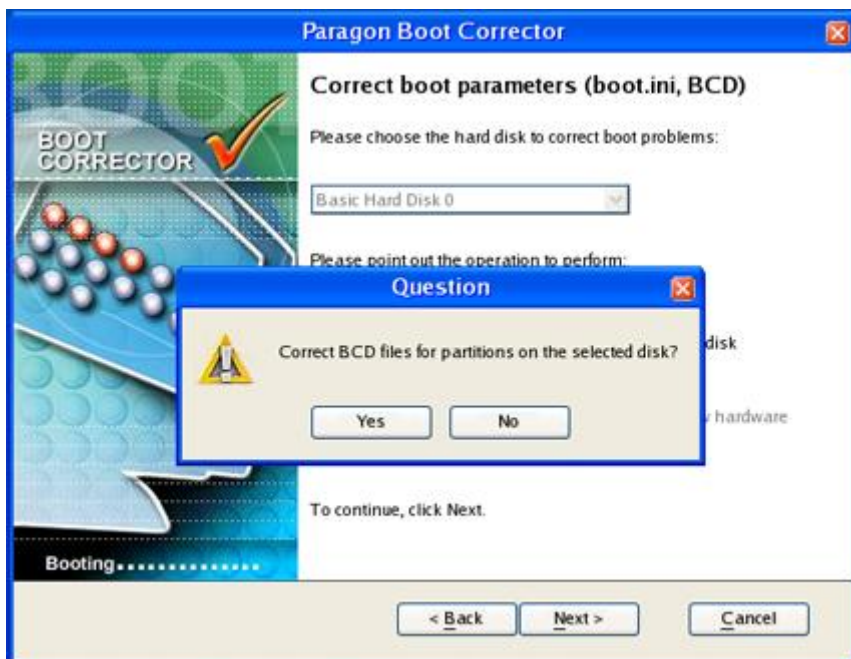 Paragon Boot Corrector
BOOT
BOOT
CORRECTOR
Correct boot parameters (boot.ini, BCD)
Please choose the hard disk to correct boot problems:
Basic Hard Disk 0
Please point out the operation to perform:
Question
Correct BCD files for partitions on the selected disk?
disk
Yes
No
hardware
To continue, click Next.
Booting..............
< Back
Next >
Cancel